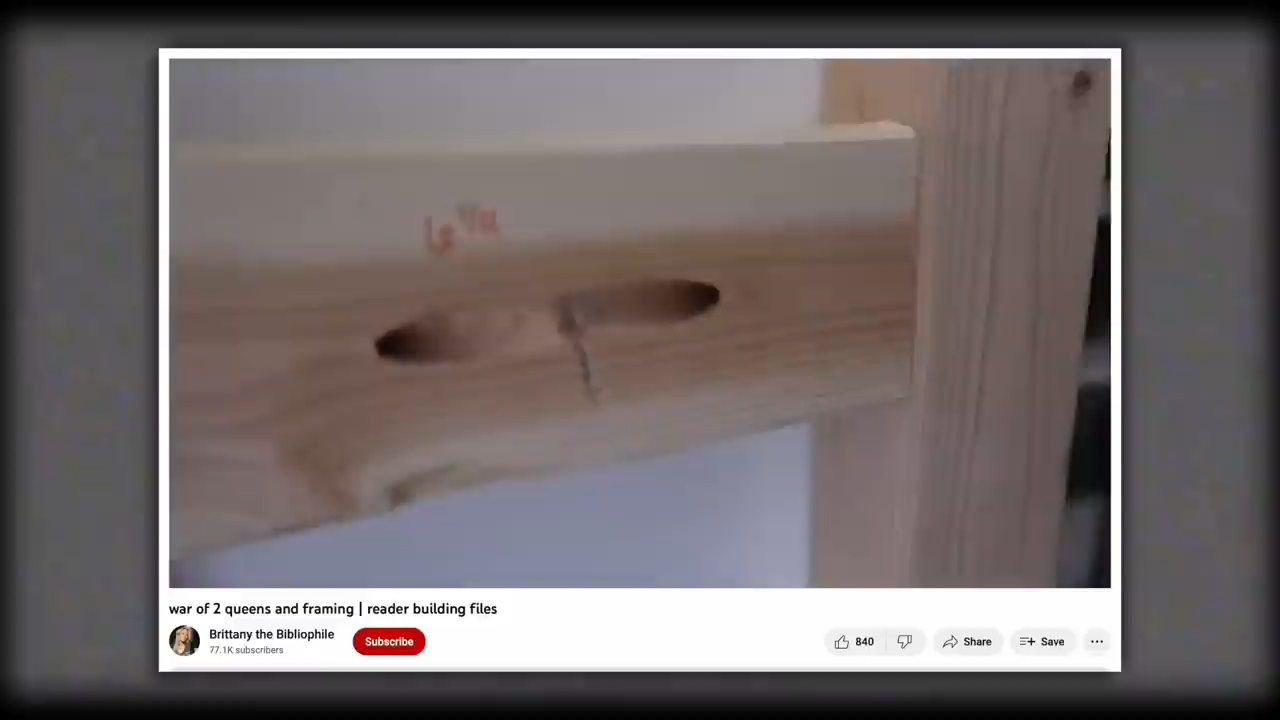 war of 2 queens and framing | reader building files
Brittany the Bibliophile
77.1K subscribers
Subscribe
840
Share
Save